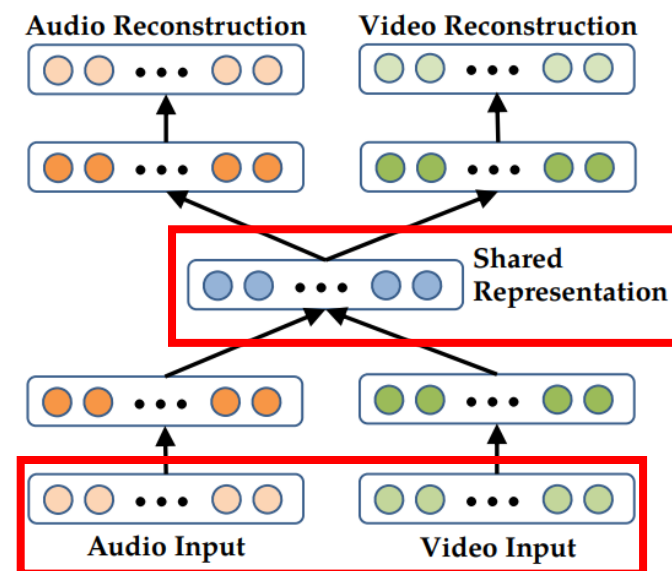 Audio Reconstruction
Video Reconstruction
Shared
Representation
Audio Input
Video Input